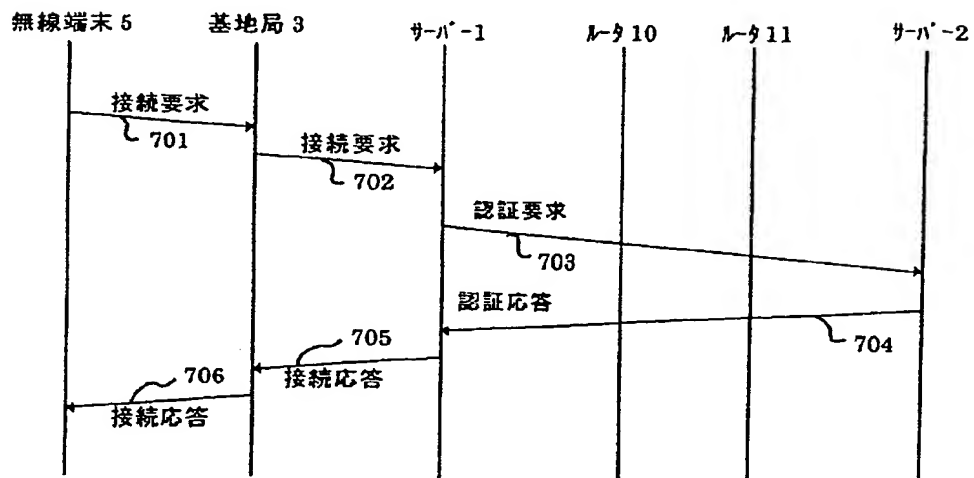 無線端末 5
基地局 3
ｻｰﾊﾞｰ1
ﾙｰﾀ 10
ﾙｰﾀ 11
ｻｰﾊﾞｰ2
接続要求
701
接続要求
702
認証要求
703
認証応答
704
705
接続応答
706
接続応答